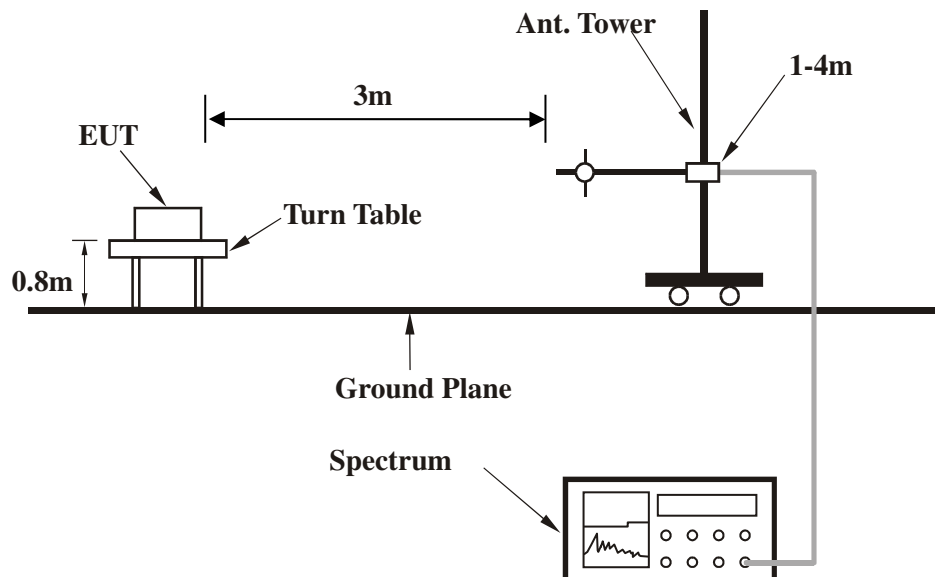 Ant. Tower
1-4m
3m
EUT
Turn Table
0.8m
Ground Plane
Spectrum